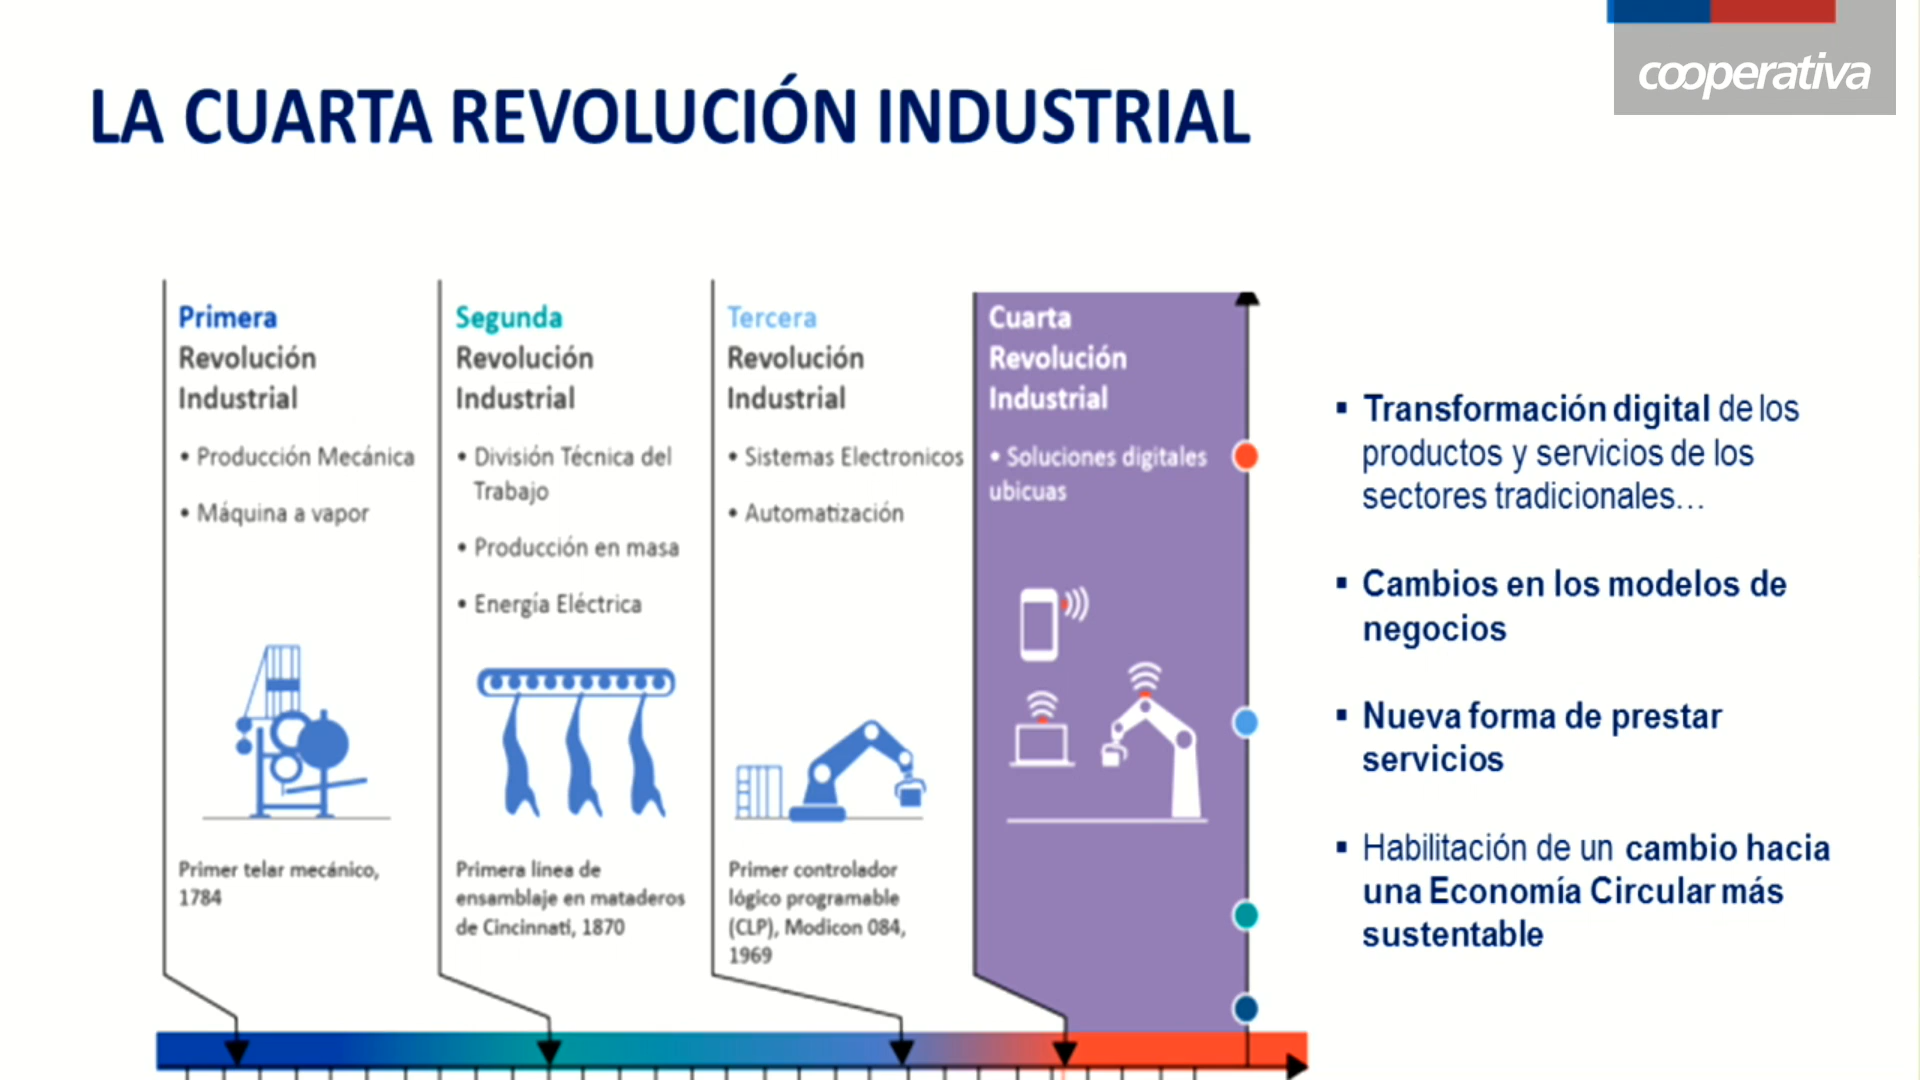 cooperativa
LA CUARTA REVOLUCIÓN INDUSTRIAL
Primera
Revolución
Industrial
• Producción Mecánica
• Máquina a vapor
Primer telar mecánico,
1784
Segunda
Revolución
Industrial
• División Técnica del
Trabajo
• Producción en masa
• Energía Eléctrica
Primera linea de
ensamblaje en mataderos
de Cincinnati, 1870
Tercera
Revolución
Industrial
• Sistemas Electronicos
• Automatización
Primer controlador
lógico programable
(CLP), Modicon 084,
1969
Cuarta
Revolución
Industrial
• Soluciones digitales
ubicuas
▪ Transformación digital de los
productos y servicios de los
sectores tradicionales…
▪ Cambios en los modelos de
negocios
▪ Nueva forma de prestar
servicios
▪ Habilitación de un cambio hacia
una Economía Circular más
sustentable